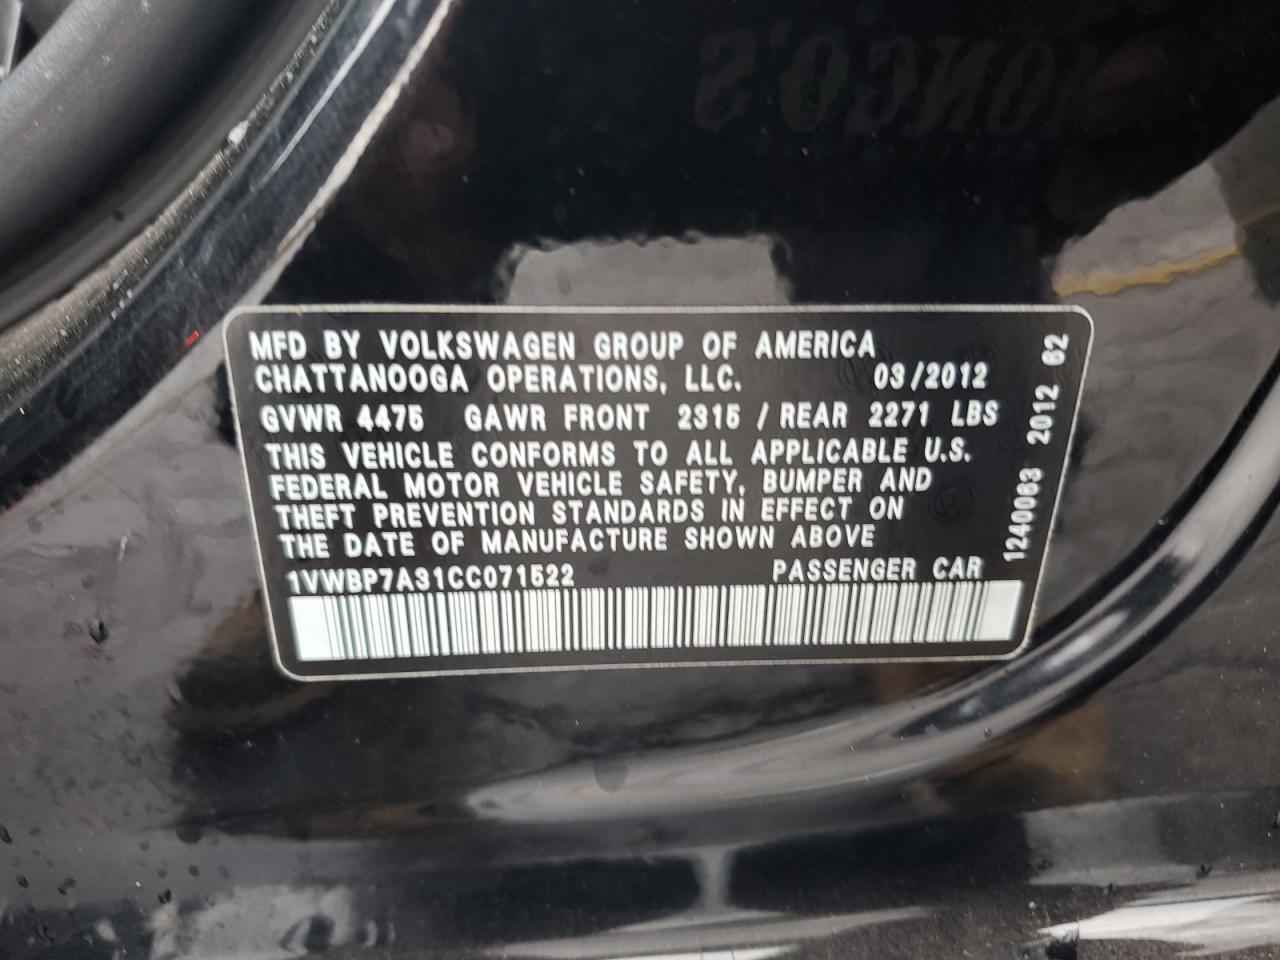 MFD BY VOLKSWAGEN GROUP OF AMERICA
CHATTANOOGA OPERATIONS, LLC. 03/2012
GVWR 4475 GAWR FRONT 2315 / REAR 2271 LBS
THIS VEHICLE CONFORMS TO ALL APPLICABLE U.S.
FEDERAL MOTOR VEHICLE SAFETY, BUMPER AND
THEFT PREVENTION STANDARDS IN EFFECT ON
THE DATE OF MANUFACTURE SHOWN ABOVE
1VWBP7A31CC071522 PASSENGER CAR
1240063 2012 62